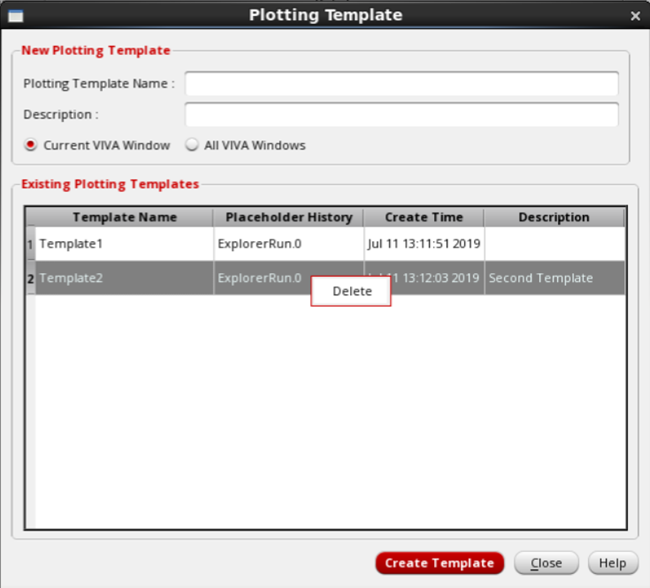 Plotting Template
New Plotting Template
Plotting Template Name :
Description :
Current VIVA Window All VIVA Windows
Existing Plotting Templates
Template Name Placeholder History Create Time Description
1 Template1 ExplorerRun.0 Jul 11 13:11:51 2019
2 Template2 ExplorerRun.0 11 13:12:03 2019 Second Template
Delete
Create Template Close Help